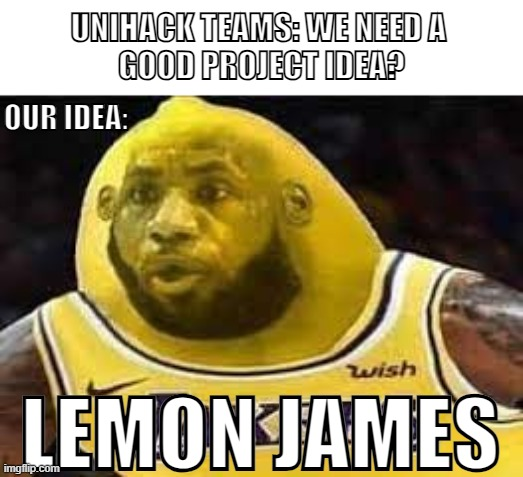 UNIHACK TEAMS: WE NEED A
GOOD PROJECT IDEA?
OUR IDEA:
wish
LEMON JAMES
imgflip.com